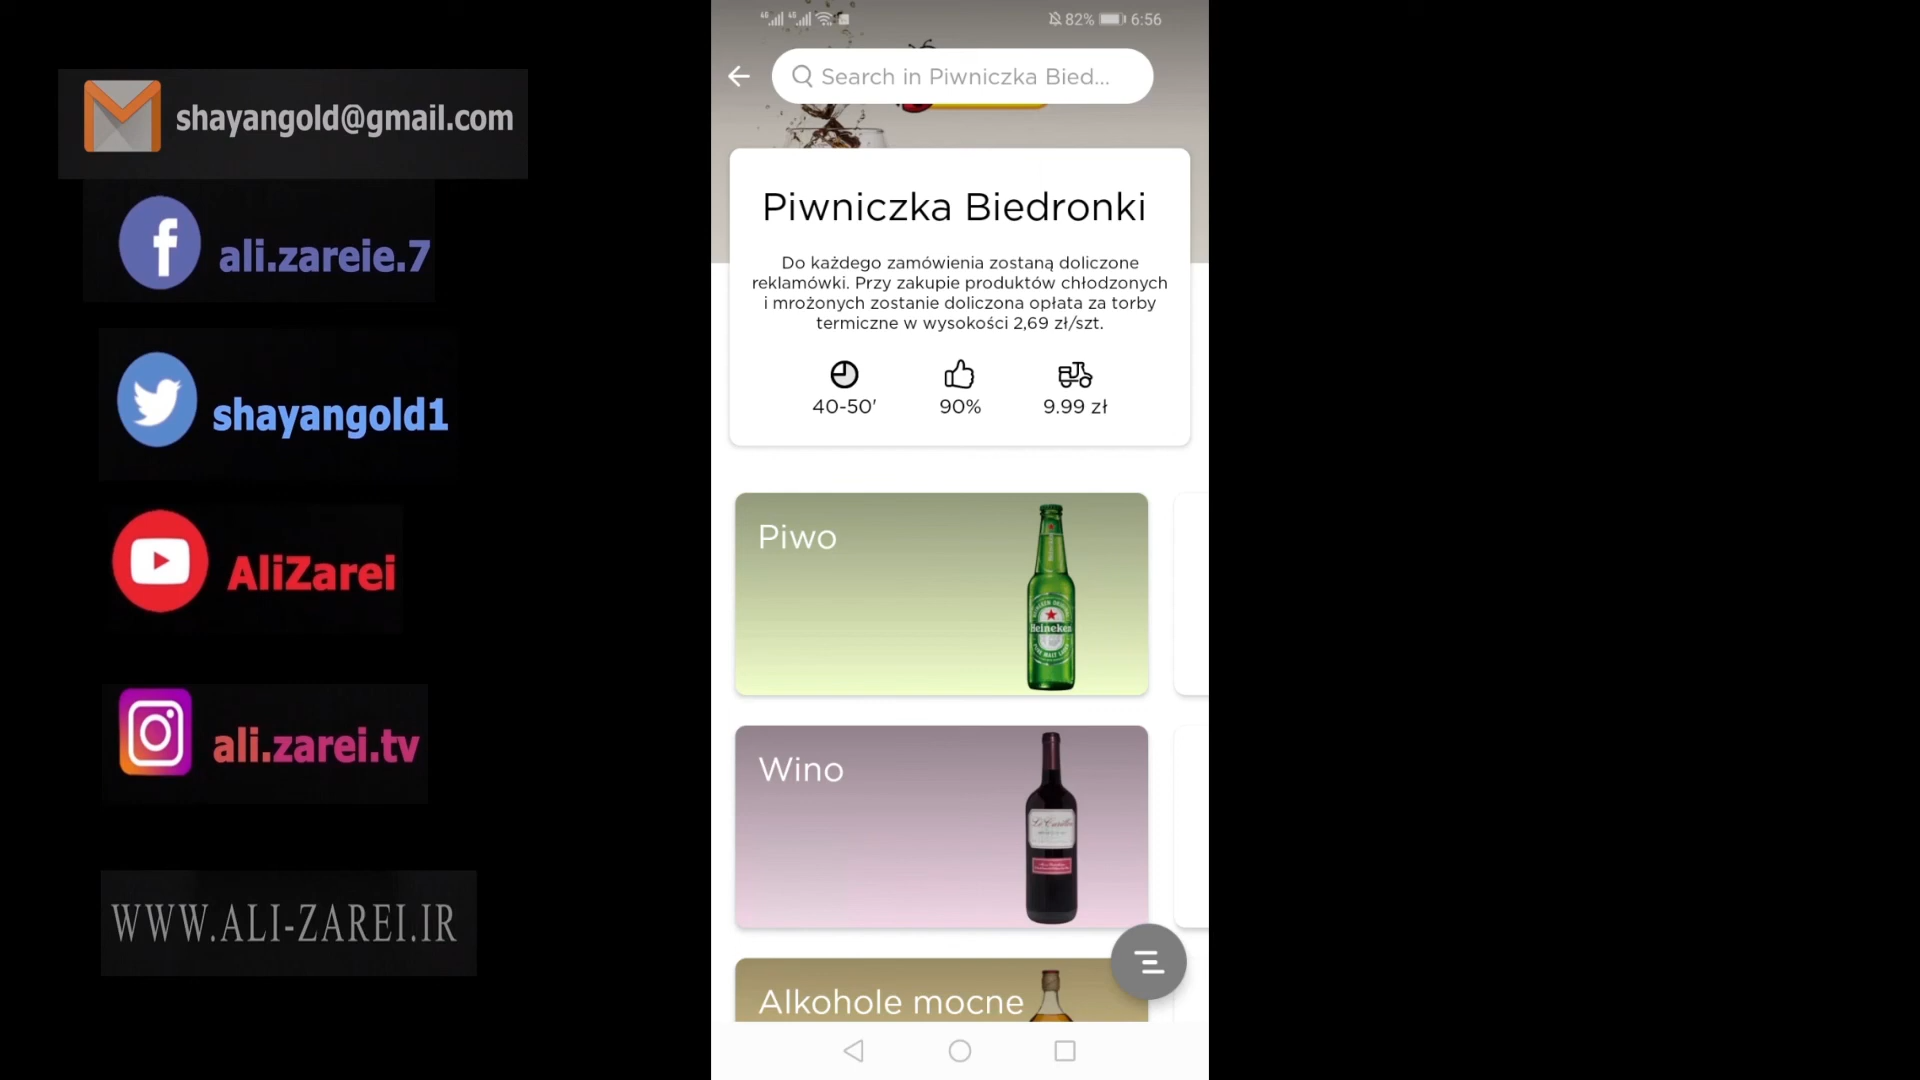 shayangold@gmail.com
ali.zareie.7
shayangold1
AliZarei
ali.zarei.tv
WWW.ALI-ZAREI.IR
82% 6:56
Search in Piwniczka Bied...
Piwniczka Biedronki
Do każdego zamówienia zostaną doliczone
reklamówki. Przy zakupie produktów chłodzonych
i mrożonych zostanie doliczona opłata za torby
termiczne w wysokości 2,69 zł/szt.
40-50' 90% 9.99 zł
Piwo
Heineken
Wino
Alkohole mocne